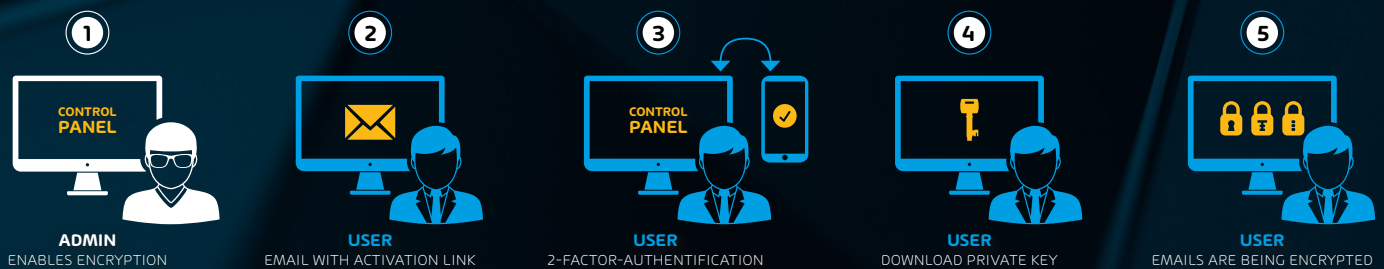 1
CONTROL
PANEL
ADMIN
ENABLES ENCRYPTION
2
USER
EMAIL WITH ACTIVATION LINK
3
CONTROL
PANEL
USER
2-FACTOR-AUTHENTIFICATION
4
USER
DOWNLOAD PRIVATE KEY
5
USER
EMAILS ARE BEING ENCRYPTED